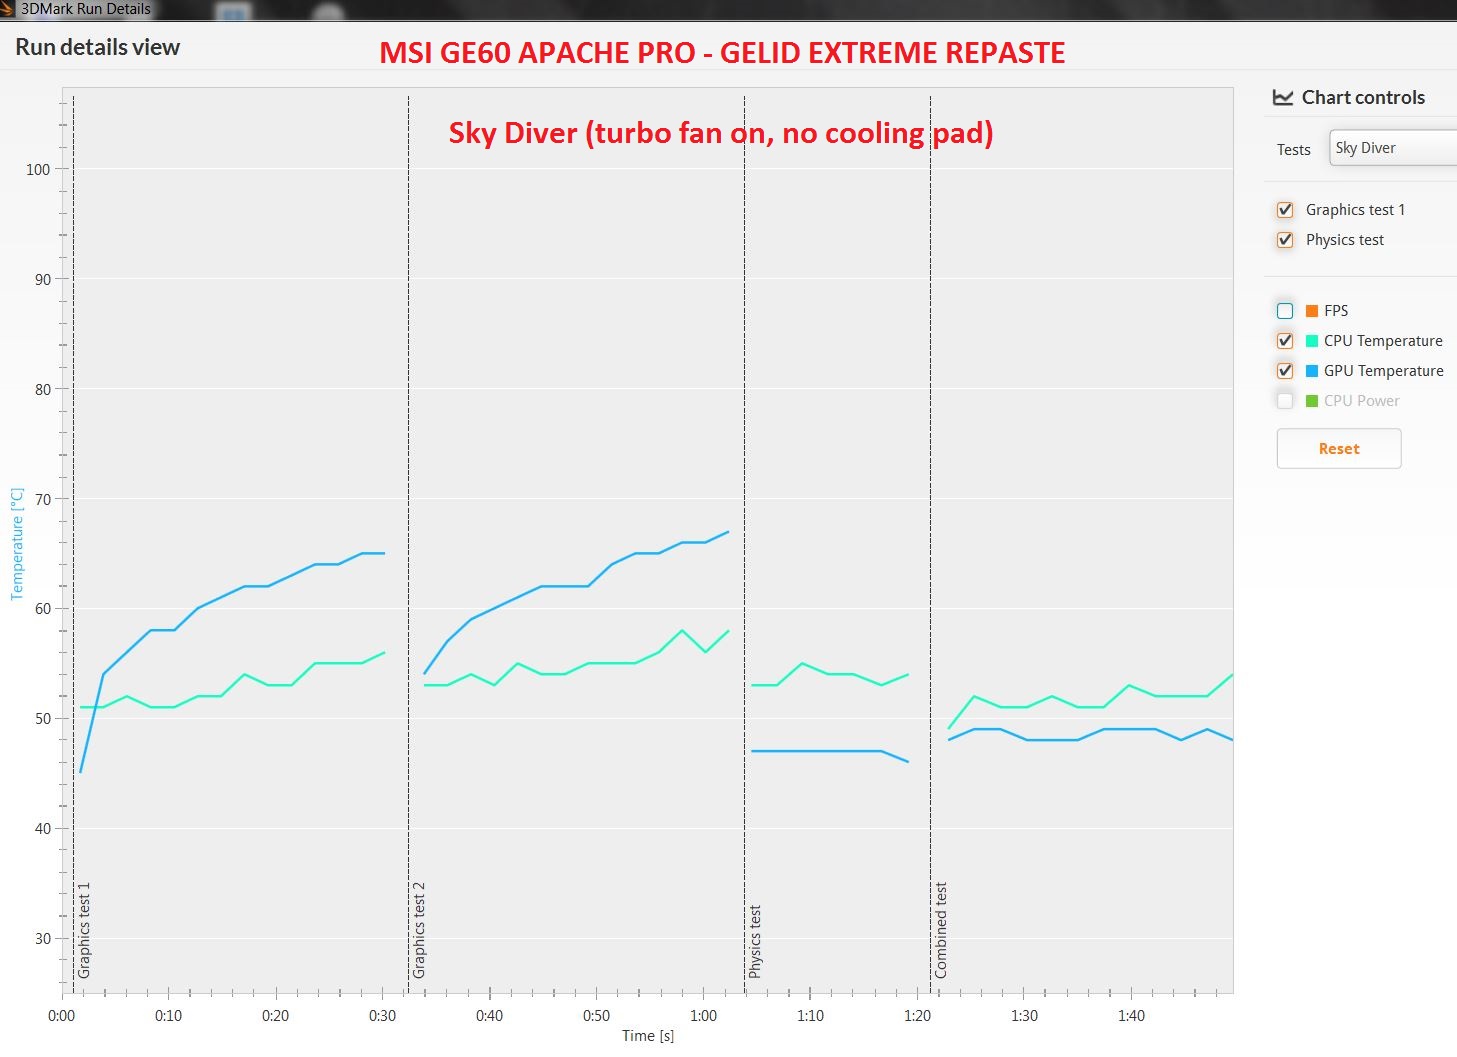 3DMark Run Details
Run details view
MSI GE60 APACHE PRO - GELID EXTREME REPASTE
Sky Diver (turbo fan on, no cooling pad)
100
90
80
70
60
50
40
30
Temperature [°C]
Graphics test 1
Graphics test 2
Physics test
Combined test
0:00 0:10 0:20 0:30 0:40 0:50 1:00 1:10 1:20 1:30 1:40
Time [s]
Chart controls
Tests Sky Diver
Graphics test 1
Physics test
FPS
CPU Temperature
GPU Temperature
CPU Power
Reset